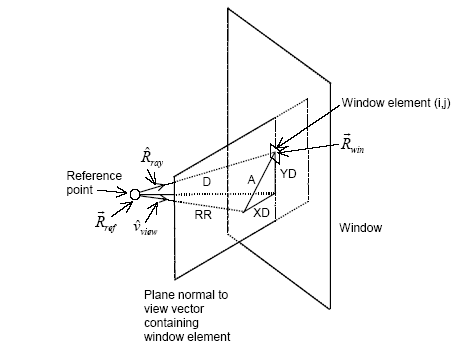 Window element (i,j)
R̂ray
R⃗win
Reference
point
D
A
YD
R⃗ref
v̂view
RR
XD
Window
Plane normal to
view vector
containing
window element